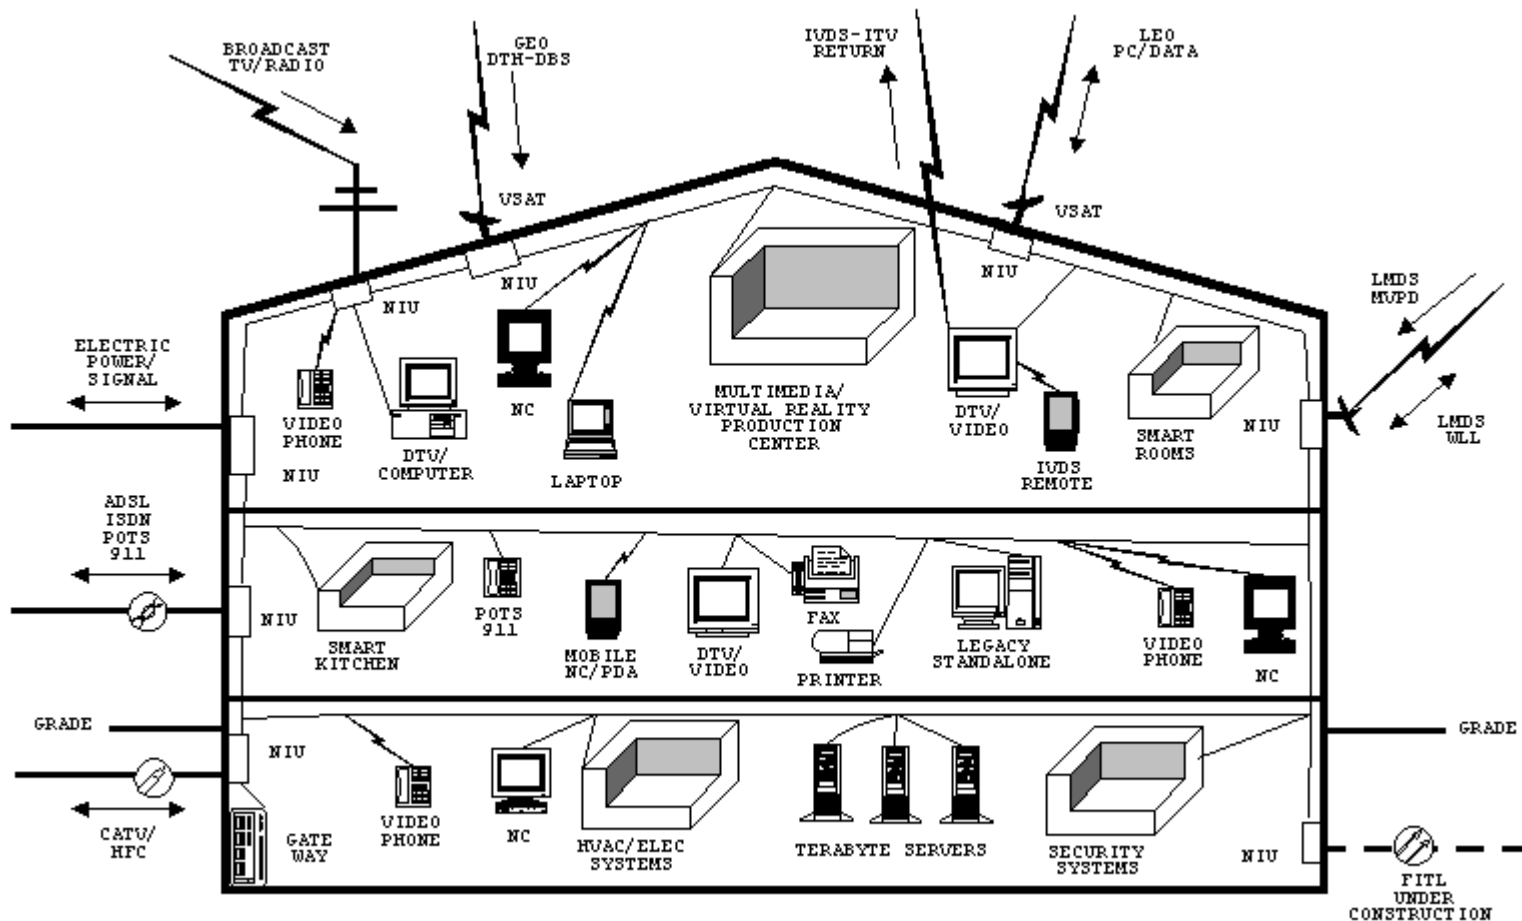 BROADCAST
TV/RADIO
GEO
DTH-DBS
IVDS-ITV
RETURN
LEO
PC/DATA
VSAT
VSAT
NIU
NIU
NIU
LMDS
MVPD
ELECTRIC
POWER/
SIGNAL
VIDEO
PHONE
NIU
DTV/
COMPUTER
NC
LAPTOP
MULTIMEDIA/
VIRTUAL REALITY
PRODUCTION
CENTER
DTV/
VIDEO
IVDS
REMOTE
SMART
ROOMS
NIU
LMDS
WLL
ADSL
ISDN
POTS
911
NIU
SMART
KITCHEN
POTS
911
MOBILE
NC/PDA
DTV/
VIDEO
FAX
PRINTER
LEGACY
STANDALONE
VIDEO
PHONE
NC
GRADE
GRADE
NIU
CATV/
HFC
GATE
WAY
VIDEO
PHONE
NC
HVAC/ELEC
SYSTEMS
TERABYTE SERVERS
SECURITY
SYSTEMS
NIU
FITL
UNDER
CONSTRUCTION